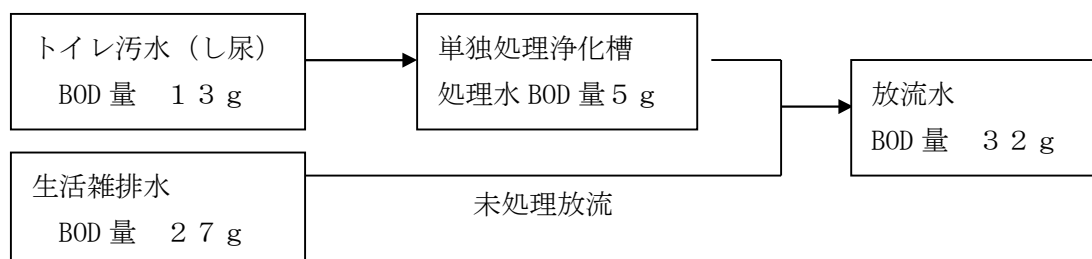 トイレ汚水（し尿）
BOD 量　１３ｇ
単独処理浄化槽
処理水 BOD 量５ｇ
放流水
BOD 量　３２ｇ
生活雑排水
BOD 量　２７ｇ
未処理放流